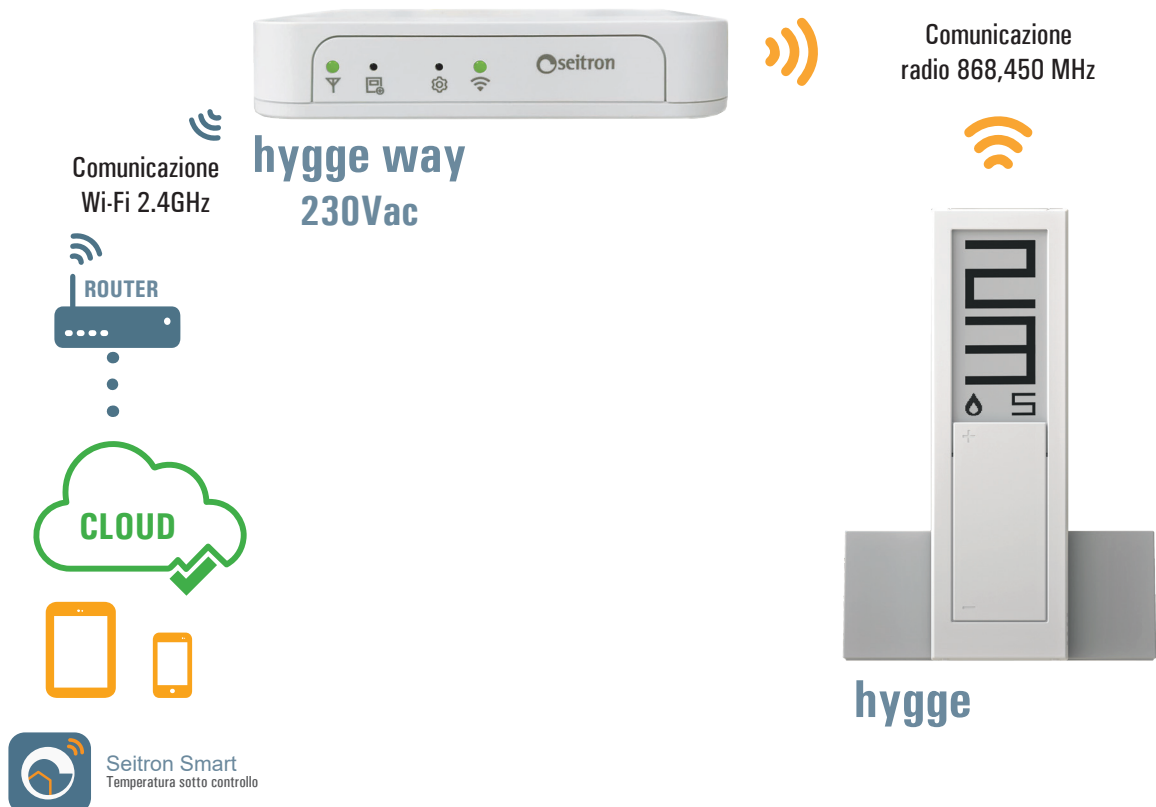 seitron
Comunicazione
radio 868,450 MHz
hygge way
230Vac
Comunicazione
Wi-Fi 2.4GHz
ROUTER
CLOUD
23
5
+
-
hygge
Seitron Smart
Temperatura sotto controllo